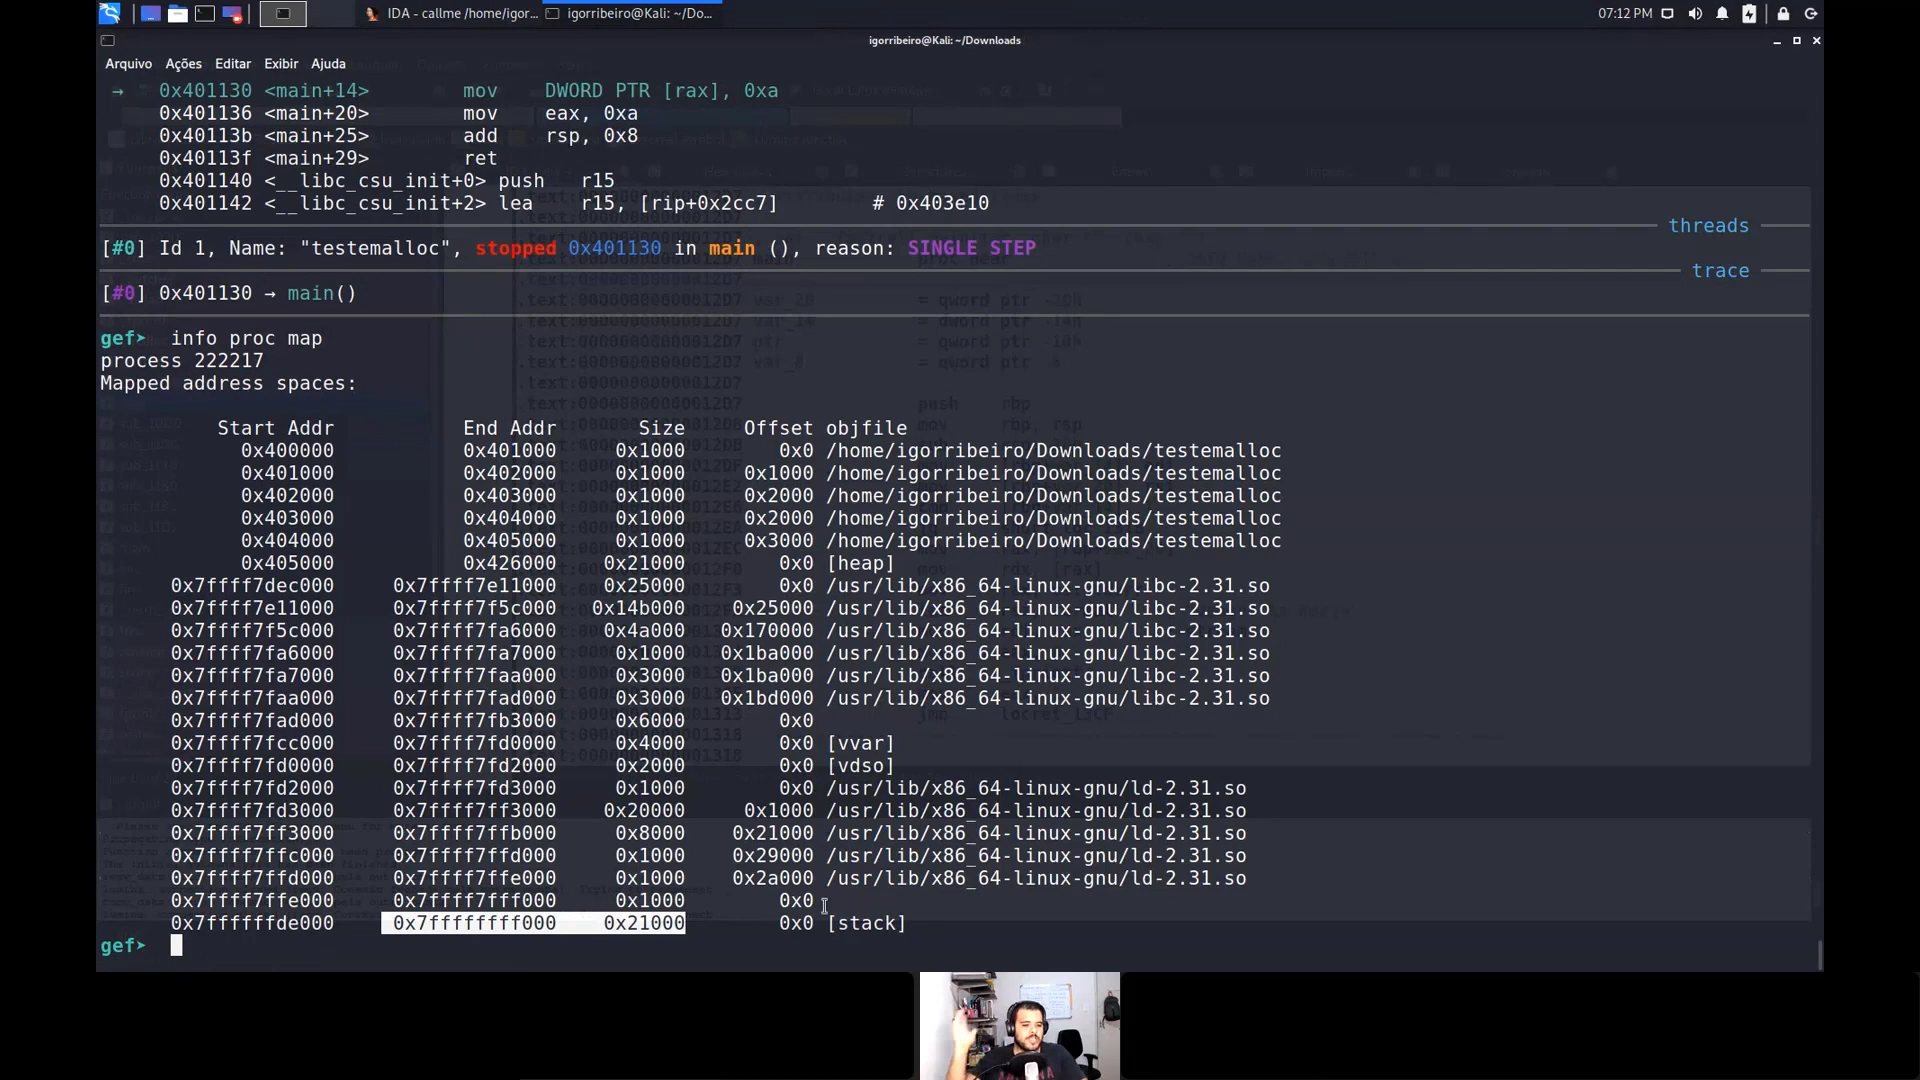 IDA - callme /home/igor...
igorribeiro@Kali: ~/Do...
07:12 PM
igorribeiro@Kali: ~/Downloads
Arquivo Ações Editar Exibir Ajuda
→ 0x401130 <main+14> mov DWORD PTR [rax], 0xa
0x401136 <main+20> mov eax, 0xa
0x40113b <main+25> add rsp, 0x8
0x40113f <main+29> ret
0x401140 <__libc_csu_init+0> push r15
0x401142 <__libc_csu_init+2> lea r15, [rip+0x2cc7] # 0x403e10
threads
[#0] Id 1, Name: "testemalloc", stopped 0x401130 in main (), reason: SINGLE STEP
trace
[#0] 0x401130 → main()
gef➤ info proc map
process 222217
Mapped address spaces:
Start Addr End Addr Size Offset objfile
0x400000 0x401000 0x1000 0x0 /home/igorribeiro/Downloads/testemalloc
0x401000 0x402000 0x1000 0x1000 /home/igorribeiro/Downloads/testemalloc
0x402000 0x403000 0x1000 0x2000 /home/igorribeiro/Downloads/testemalloc
0x403000 0x404000 0x1000 0x2000 /home/igorribeiro/Downloads/testemalloc
0x404000 0x405000 0x1000 0x3000 /home/igorribeiro/Downloads/testemalloc
0x405000 0x426000 0x21000 0x0 [heap]
0x7ffff7dec000 0x7ffff7e11000 0x25000 0x0 /usr/lib/x86_64-linux-gnu/libc-2.31.so
0x7ffff7e11000 0x7ffff7f5c000 0x14b000 0x25000 /usr/lib/x86_64-linux-gnu/libc-2.31.so
0x7ffff7f5c000 0x7ffff7fa6000 0x4a000 0x170000 /usr/lib/x86_64-linux-gnu/libc-2.31.so
0x7ffff7fa6000 0x7ffff7fa7000 0x1000 0x1ba000 /usr/lib/x86_64-linux-gnu/libc-2.31.so
0x7ffff7fa7000 0x7ffff7faa000 0x3000 0x1ba000 /usr/lib/x86_64-linux-gnu/libc-2.31.so
0x7ffff7faa000 0x7ffff7fad000 0x3000 0x1bd000 /usr/lib/x86_64-linux-gnu/libc-2.31.so
0x7ffff7fad000 0x7ffff7fb3000 0x6000 0x0
0x7ffff7fcc000 0x7ffff7fd0000 0x4000 0x0 [vvar]
0x7ffff7fd0000 0x7ffff7fd2000 0x2000 0x0 [vdso]
0x7ffff7fd2000 0x7ffff7fd3000 0x1000 0x0 /usr/lib/x86_64-linux-gnu/ld-2.31.so
0x7ffff7fd3000 0x7ffff7ff3000 0x20000 0x1000 /usr/lib/x86_64-linux-gnu/ld-2.31.so
0x7ffff7ff3000 0x7ffff7ffb000 0x8000 0x21000 /usr/lib/x86_64-linux-gnu/ld-2.31.so
0x7ffff7ffc000 0x7ffff7ffd000 0x1000 0x29000 /usr/lib/x86_64-linux-gnu/ld-2.31.so
0x7ffff7ffd000 0x7ffff7ffe000 0x1000 0x2a000 /usr/lib/x86_64-linux-gnu/ld-2.31.so
0x7ffff7ffe000 0x7ffff7fff000 0x1000 0x0
0x7ffffffde000 0x7ffffffff000 0x21000 0x0 [stack]
gef➤